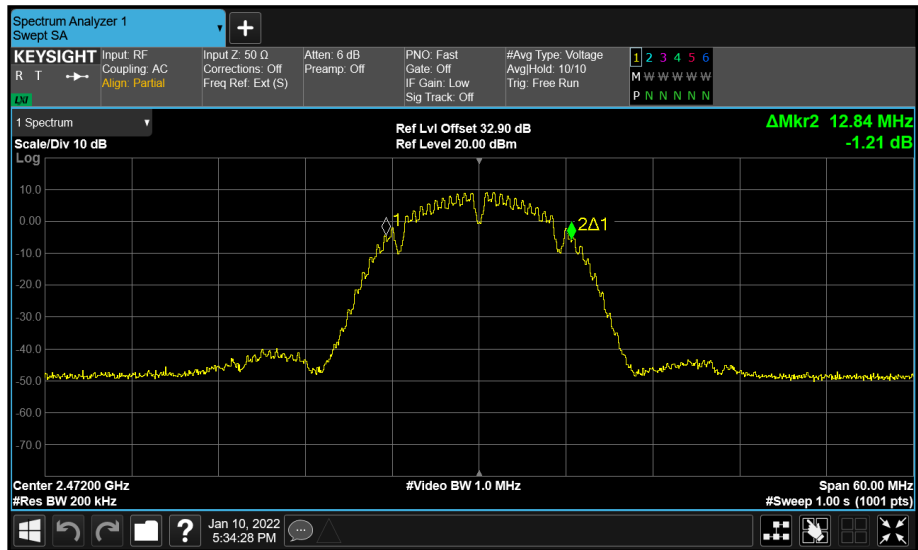 Spectrum Analyzer 1
Swept SA
KEYSIGHT
R T
LXI
Input: RF
Coupling: AC
Align: Partial
Input Z: 50 Ω
Corrections: Off
Freq Ref: Ext (S)
Atten: 6 dB
Preamp: Off
PNO: Fast
Gate: Off
IF Gain: Low
Sig Track: Off
#Avg Type: Voltage
Avg|Hold: 10/10
Trig: Free Run
1 2 3 4 5 6
M W W W W W
P N N N N N
1 Spectrum
Scale/Div 10 dB
Log
Ref Lvl Offset 32.90 dB
Ref Level 20.00 dBm
ΔMkr2 12.84 MHz
-1.21 dB
10.0
0.00
1
2Δ1
-10.0
-20.0
-30.0
-40.0
-50.0
-60.0
-70.0
Center 2.47200 GHz
#Video BW 1.0 MHz
Span 60.00 MHz
#Res BW 200 kHz
#Sweep 1.00 s (1001 pts)
?
Jan 10, 2022
5:34:28 PM